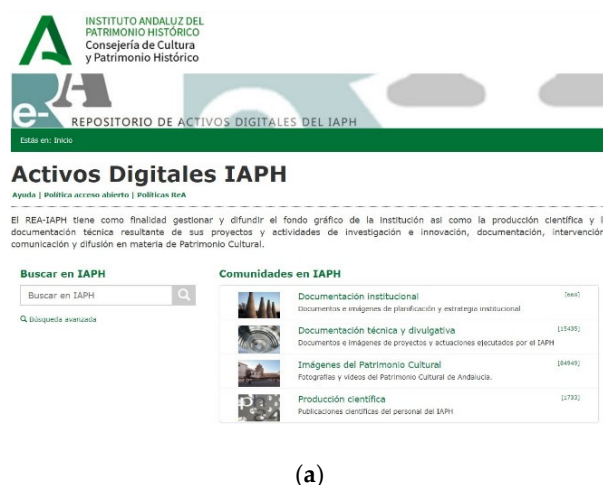 INSTITUTO ANDALUZ DEL
PATRIMONIO HISTÓRICO
Consejería de Cultura
y Patrimonio Histórico
e-
REPOSITORIO DE ACTIVOS DIGITALES DEL IAPH
Estás en: Inicio
Activos Digitales IAPH
Ayuda | Política acceso abierto | Políticas ReA
El REA-IAPH tiene como finalidad gestionar y difundir el fondo gráfico de la institución así como la producción científica y l
documentación técnica resultante de sus proyectos y actividades de investigación e innovación, documentación, intervención
comunicación y difusión en materia de Patrimonio Cultural.
Buscar en IAPH
Buscar en IAPH
Búsqueda avanzada
Comunidades en IAPH
Documentación institucional
Documentos e imágenes de planificación y estrategia institucional
Documentación técnica y divulgativa [15435]
Documentos e imágenes de proyectos y actuaciones ejecutados por el IAPH
Imágenes del Patrimonio Cultural [84949]
Fotografías y vídeos del Patrimonio Cultural de Andalucía.
Producción científica [1733]
Publicaciones científicas del personal del IAPH
(a)